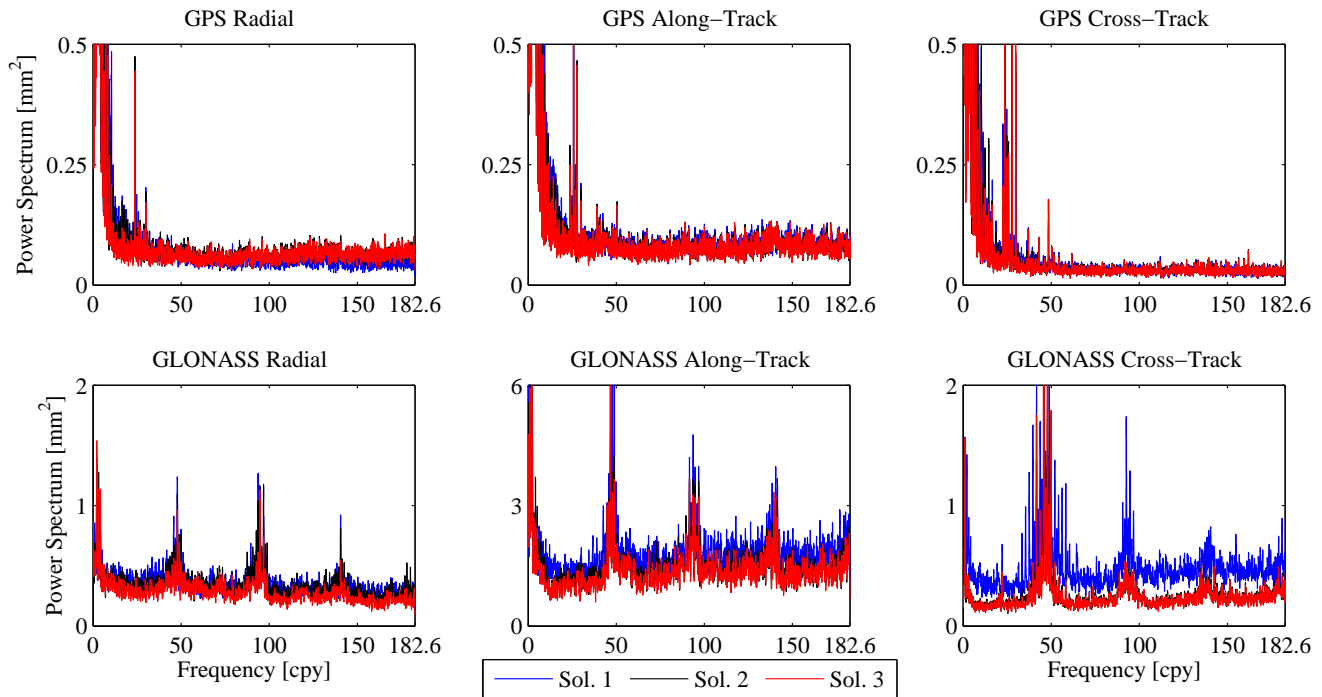 GPS Radial
GPS Along−Track
GPS Cross−Track
Power Spectrum [mm²]
0.5
0.25
0
0 50 100 150 182.6
0.5
0.25
0
0 50 100 150 182.6
0.5
0.25
0
0 50 100 150 182.6
GLONASS Radial
GLONASS Along−Track
GLONASS Cross−Track
Power Spectrum [mm²]
2
1
0
0 50 100 150 182.6
6
3
0
0 50 100 150 182.6
2
1
0
0 50 100 150 182.6
Frequency [cpy]
Frequency [cpy]
Sol. 1 Sol. 2 Sol. 3